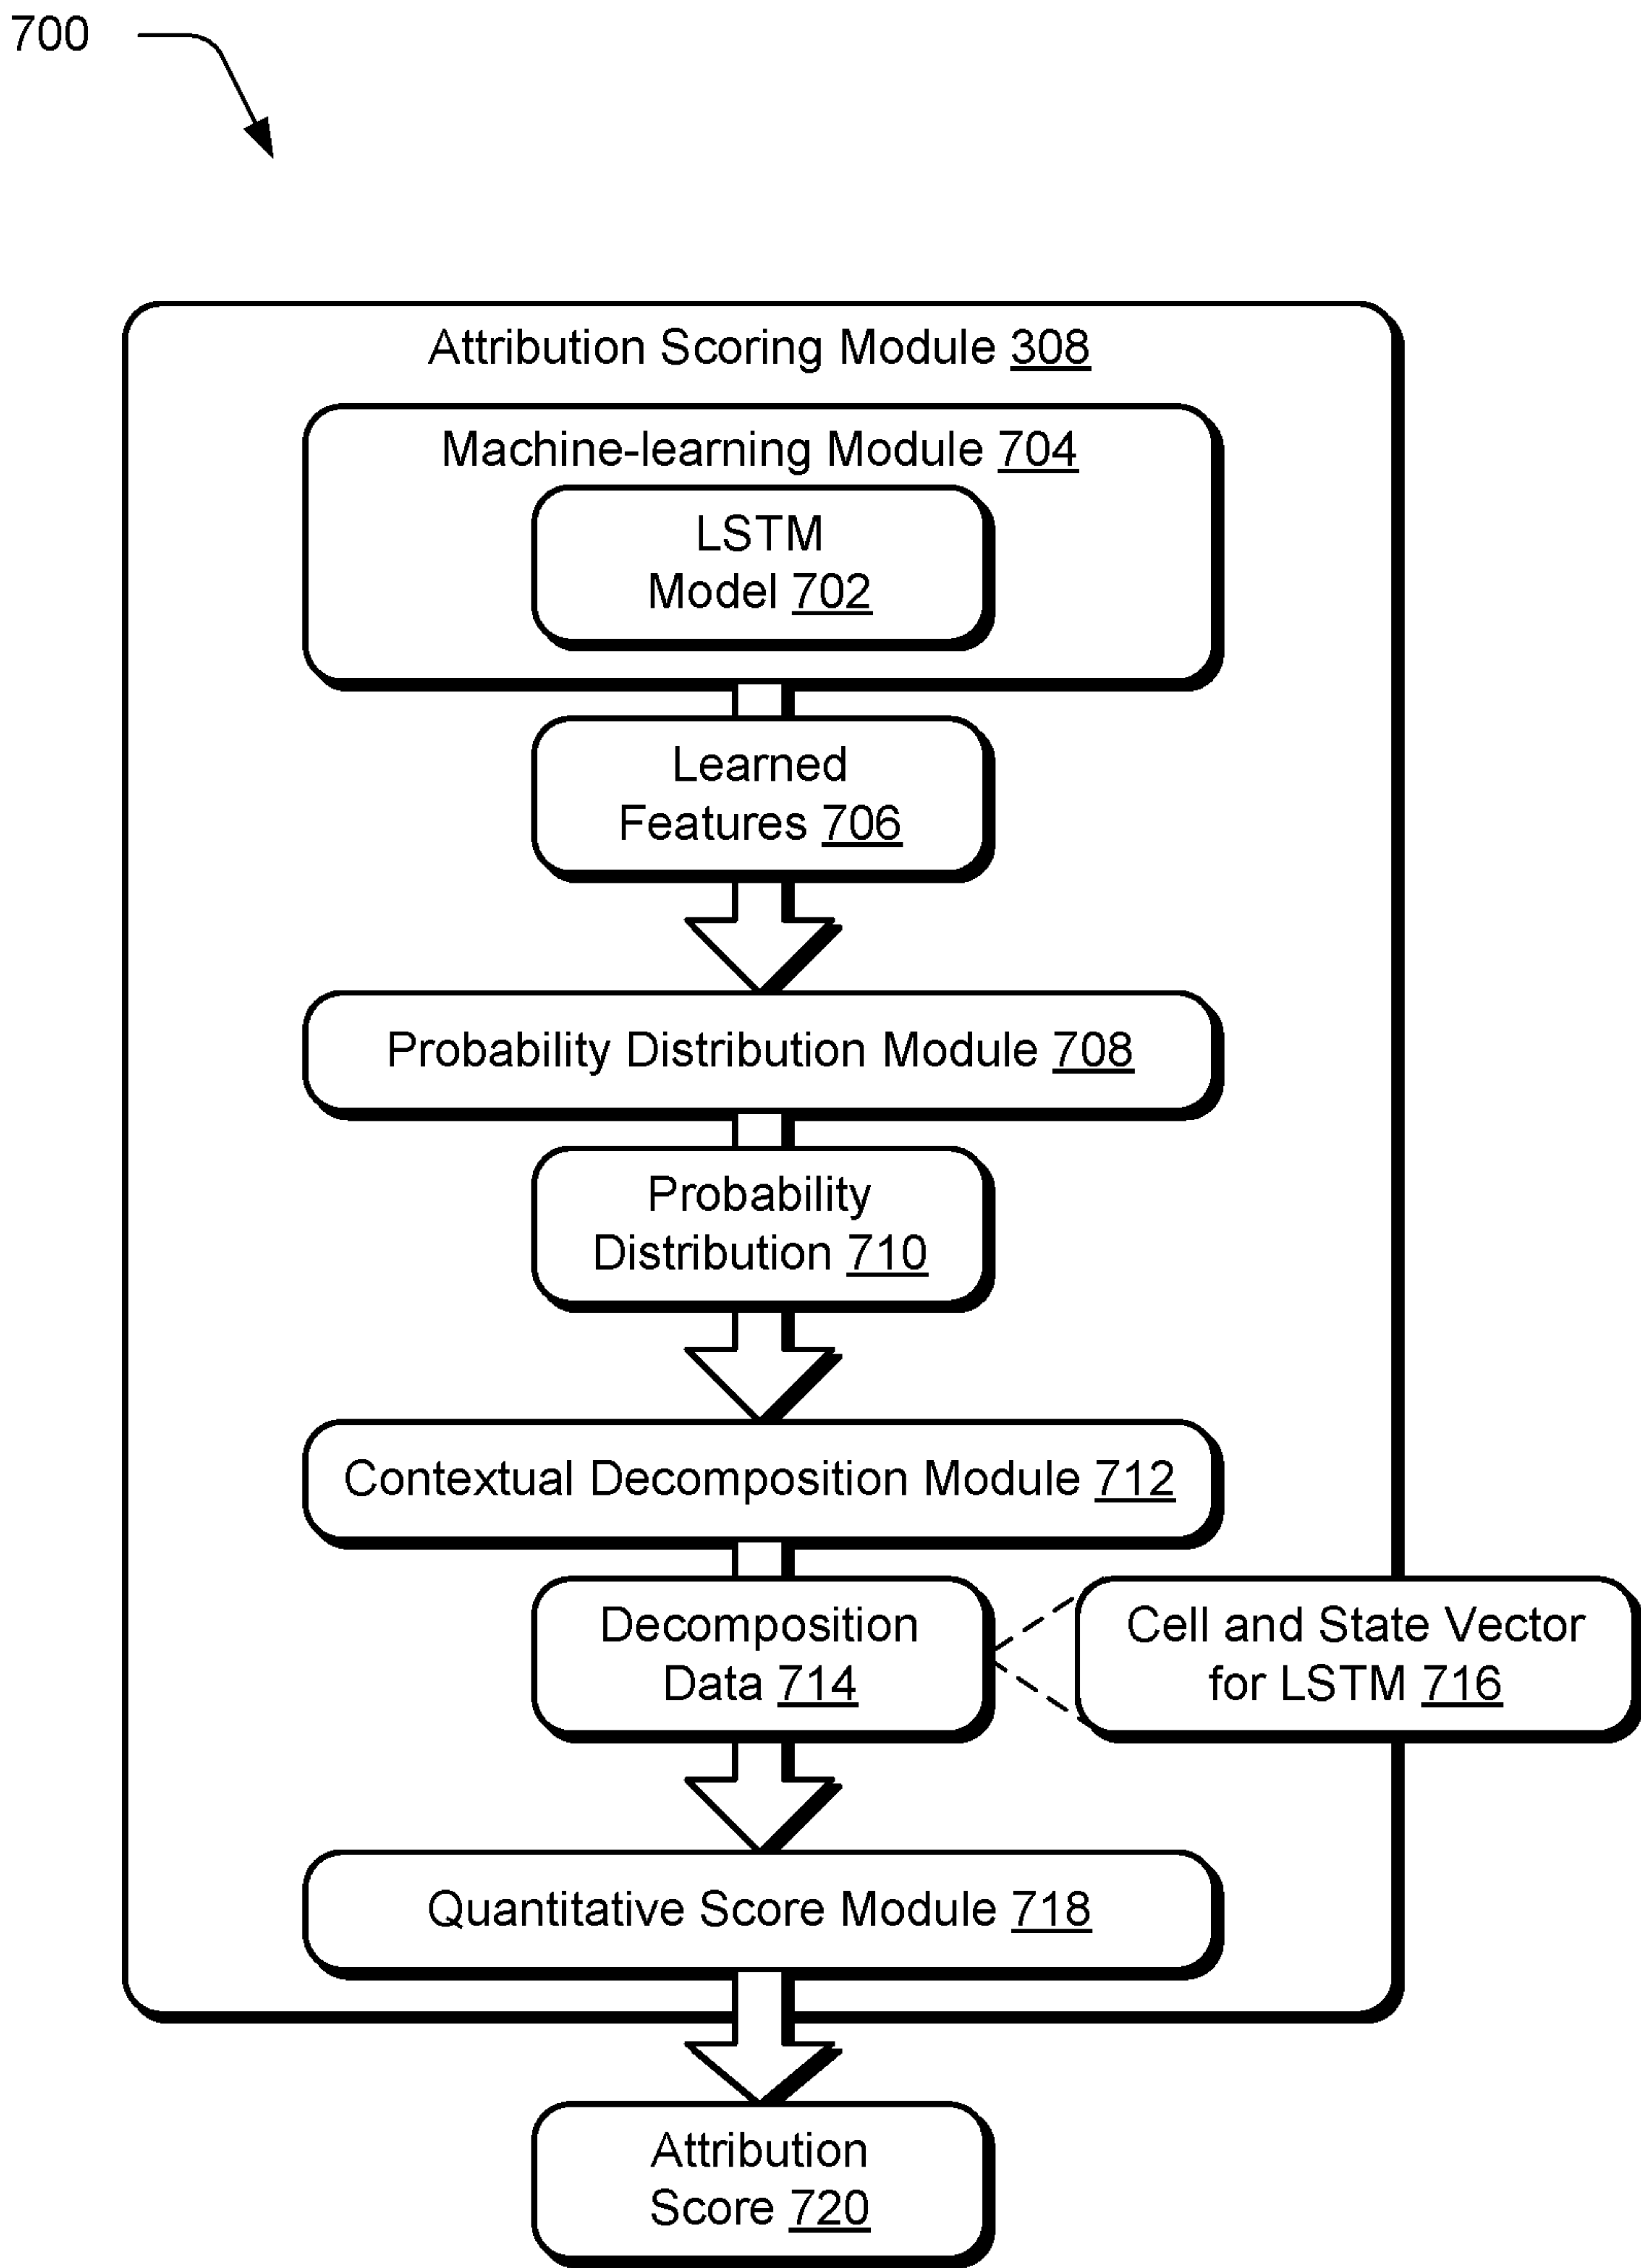 700
Attribution Scoring Module 308
Machine-learning Module 704
LSTM
Model 702
Learned
Features 706
Probability Distribution Module 708
Probability
Distribution 710
Contextual Decomposition Module 712
Decomposition
Data 714
Cell and State Vector
for LSTM 716
Quantitative Score Module 718
Attribution
Score 720